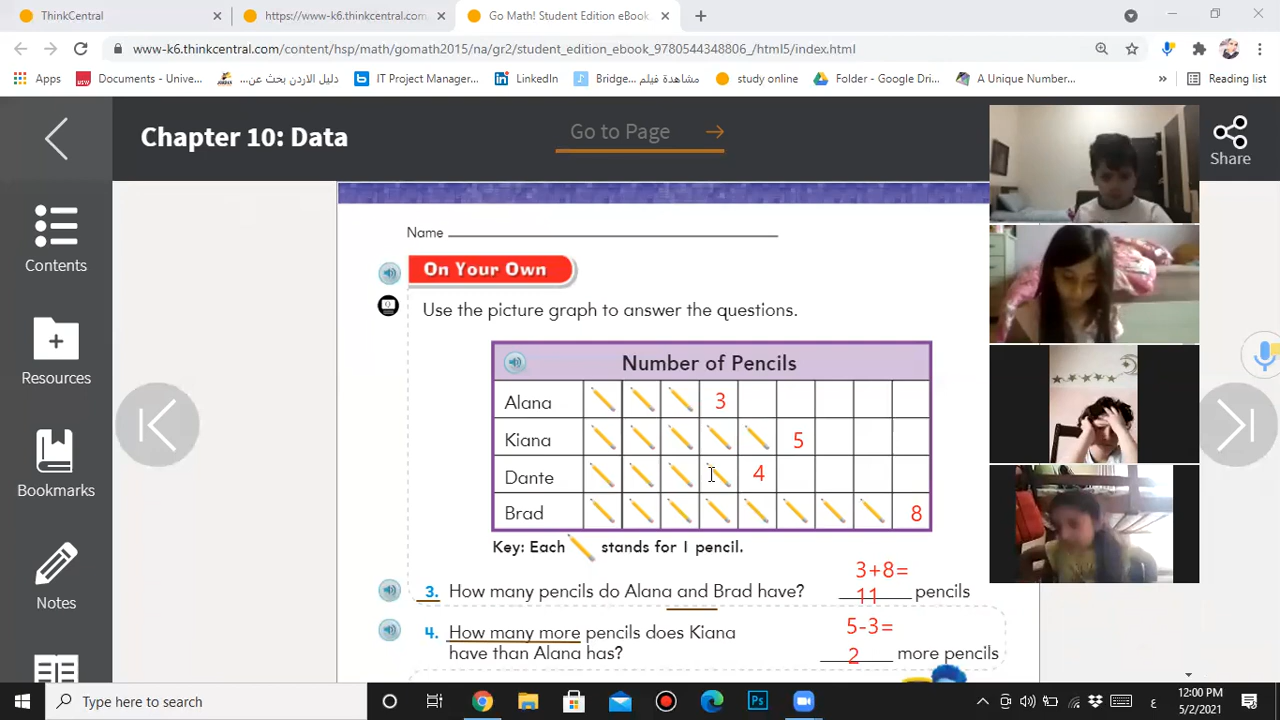 ThinkCentral
https://www-k6.thinkcentral.com/
Go Math! Student Edition eBook
www-k6.thinkcentral.com/content/hsp/math/gomath2015/na/gr2/student_edition_ebook_9780544348806_/html5/index.html
Apps
Documents - Unive...
دليل الاردن بحث عن...
IT Project Manager...
LinkedIn
Bridge...
مشاهدة فيلم
study online
Folder - Google Dri...
A Unique Number...
»
Reading list
Chapter 10: Data
Go to Page
Share
Contents
Resources
Bookmarks
Notes
Name
On Your Own
Use the picture graph to answer the questions.
Number of Pencils
Alana 3
Kiana 5
Dante 4
Brad 8
Key: Each stands for 1 pencil.
3+8=
3. How many pencils do Alana and Brad have? 11 pencils
5-3=
4. How many more pencils does Kiana
have than Alana has? 2 more pencils
Type here to search
ع
12:00 PM
5/2/2021